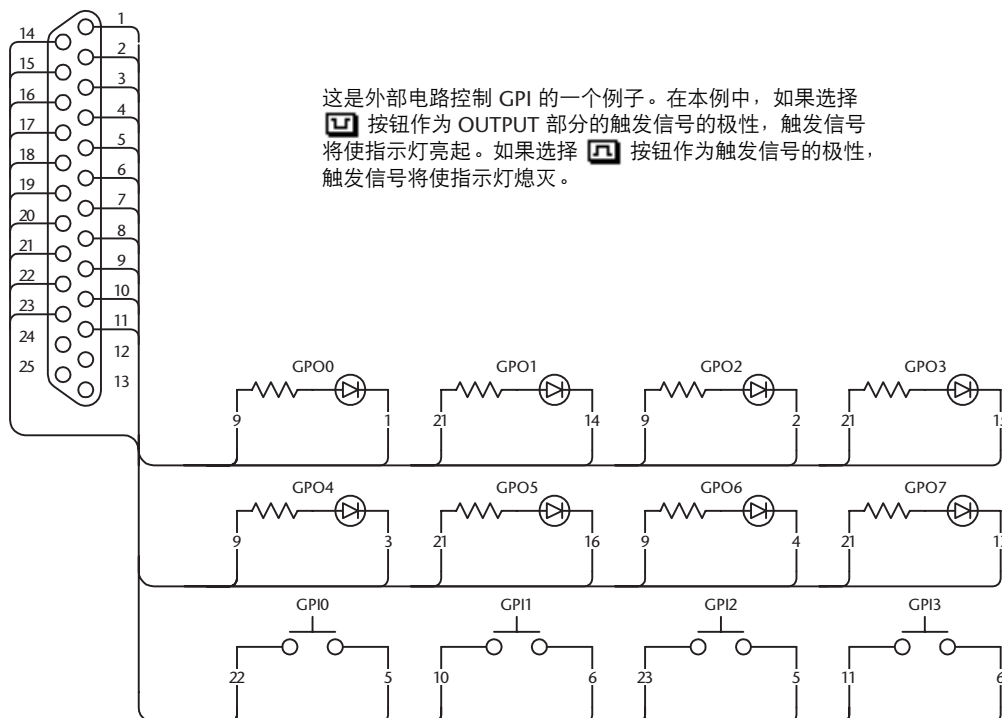 1
14
2
15
3
16
4
17
5
18
6
19
7
20
8
21
9
22
10
23
11
24
12
25
13
这是外部电路控制 GPI 的一个例子。在本例中，如果选择
按钮作为 OUTPUT 部分的触发信号的极性，触发信号
将使指示灯亮起。如果选择 按钮作为触发信号的极性，
触发信号将使指示灯熄灭。
GPO0 GPO1 GPO2 GPO3
9 1 21 14 9 2 21
GPO4 GPO5 GPO6 GPO7
9 3 21 16 9 4 21
GPI0 GPI1 GPI2 GPI3
22 5 10 6 23 5 11 6